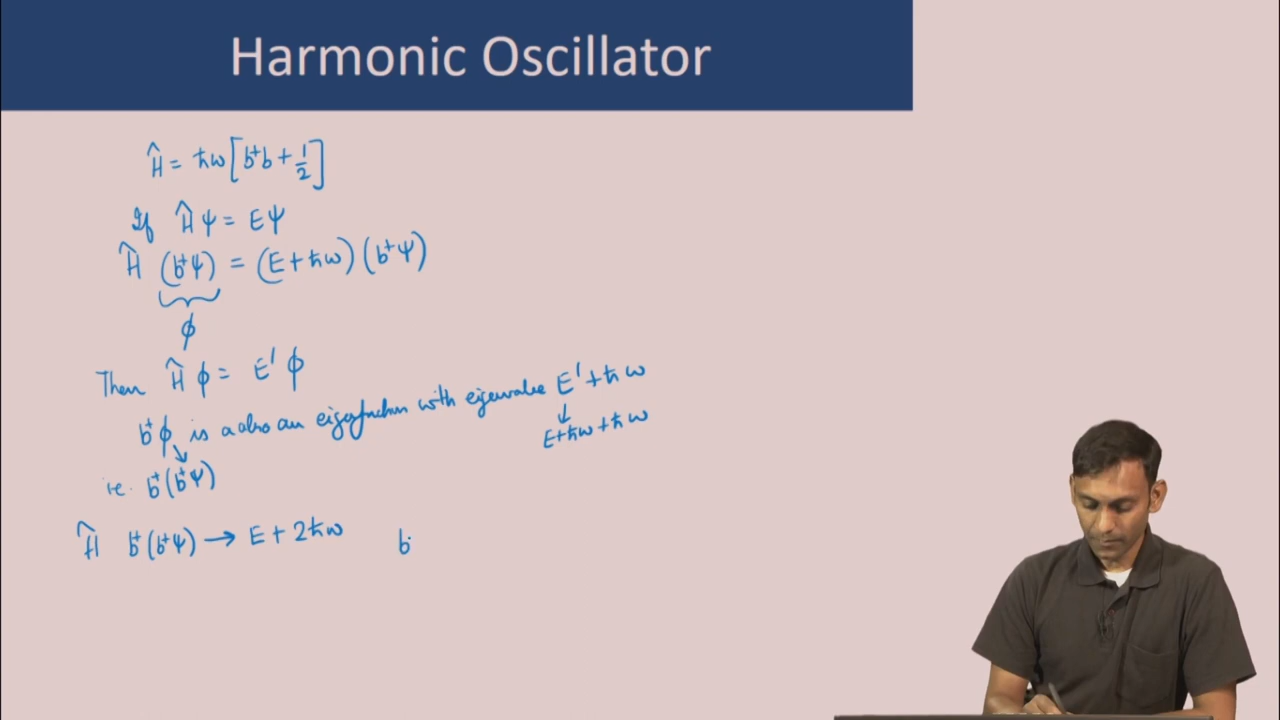 Harmonic Oscillator
Ĥ = ħω[b⁺b + 1/2]
If Ĥψ = Eψ
Ĥ (b⁺ψ) = (E + ħω)(b⁺ψ)
ϕ
Then Ĥϕ = E'ϕ
b⁺ϕ is a also an eigenfunction with eigenvalue E' + ħω
↓
E+ħω+ħω
i.e. b⁺(b⁺ψ)
Ĥ b⁺(b⁺ψ) → E + 2ħω b